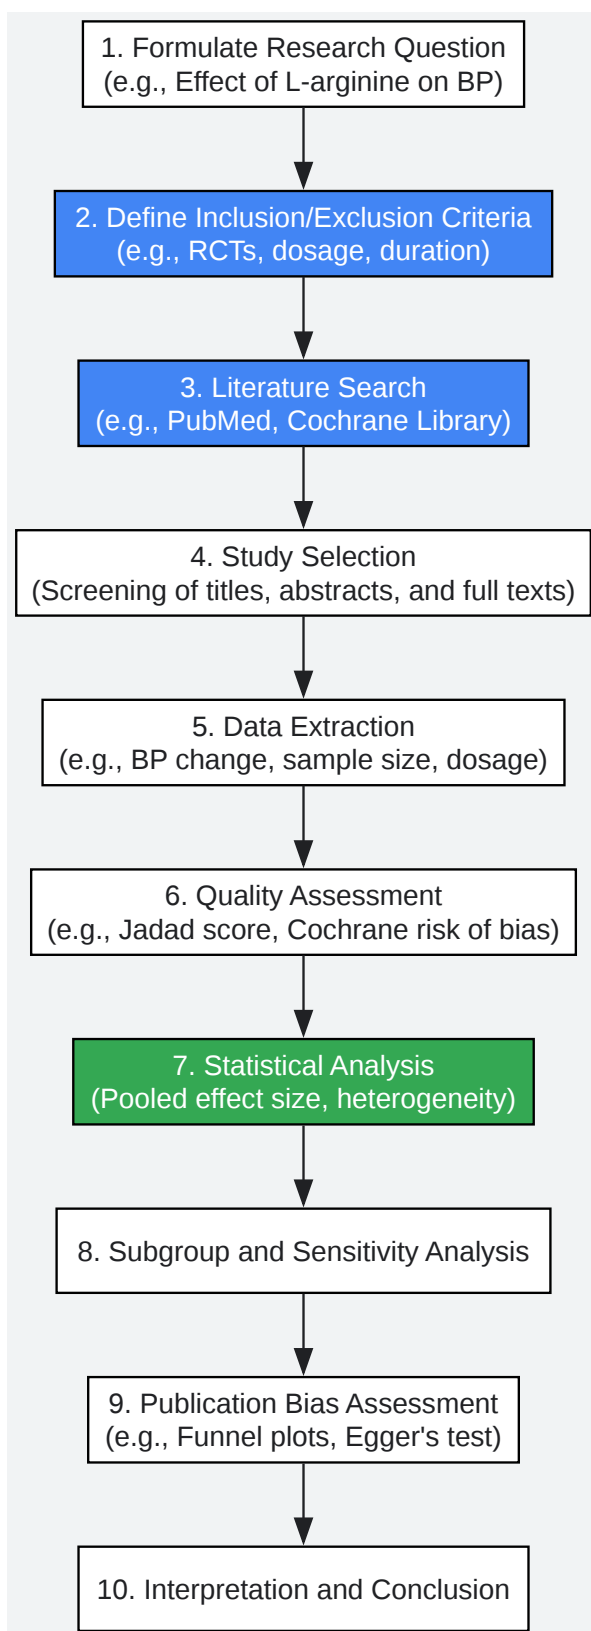 1. Formulate Research Question
(e.g., Effect of L-arginine on BP)
2. Define Inclusion/Exclusion Criteria
(e.g., RCTs, dosage, duration)
3. Literature Search
(e.g., PubMed, Cochrane Library)
4. Study Selection
(Screening of titles, abstracts, and full texts)
5. Data Extraction
(e.g., BP change, sample size, dosage)
6. Quality Assessment
(e.g., Jadad score, Cochrane risk of bias)
7. Statistical Analysis
(Pooled effect size, heterogeneity)
8. Subgroup and Sensitivity Analysis
9. Publication Bias Assessment
(e.g., Funnel plots, Egger's test)
10. Interpretation and Conclusion